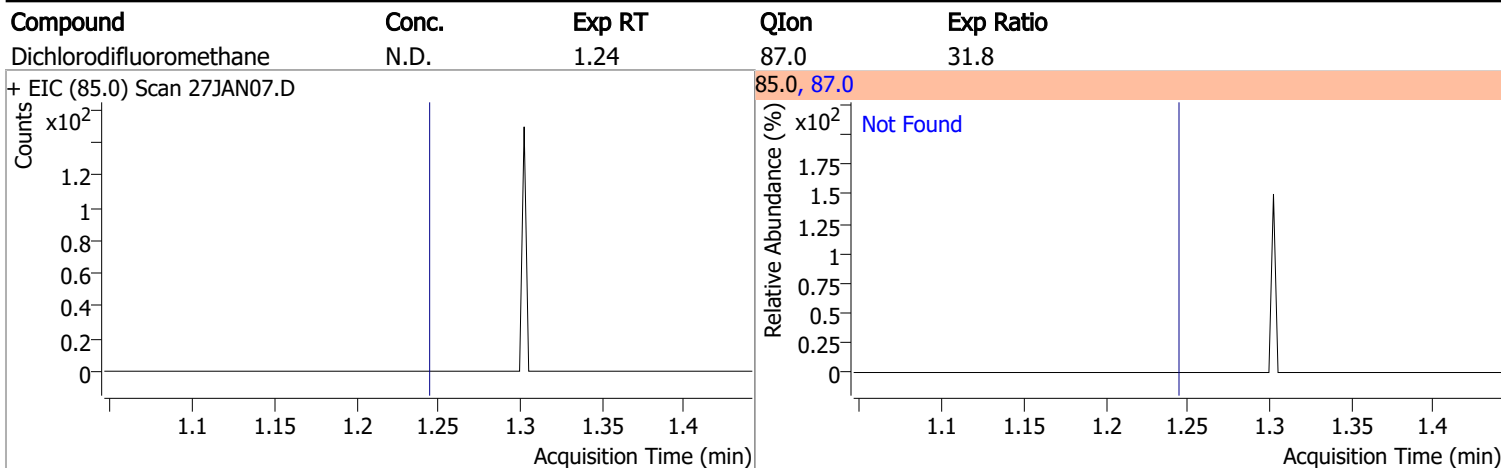 Compound Conc. Exp RT QIon Exp Ratio
Dichlorodifluoromethane N.D. 1.24 87.0 31.8
+ EIC (85.0) Scan 27JAN07.D
Counts
x10²
1.2
1
0.8
0.6
0.4
0.2
0
1.1 1.15 1.2 1.25 1.3 1.35 1.4
Acquisition Time (min)
85.0, 87.0
Relative Abundance (%)
x10²
Not Found
1.75
1.5
1.25
1
0.75
0.5
0.25
0
1.1 1.15 1.2 1.25 1.3 1.35 1.4
Acquisition Time (min)